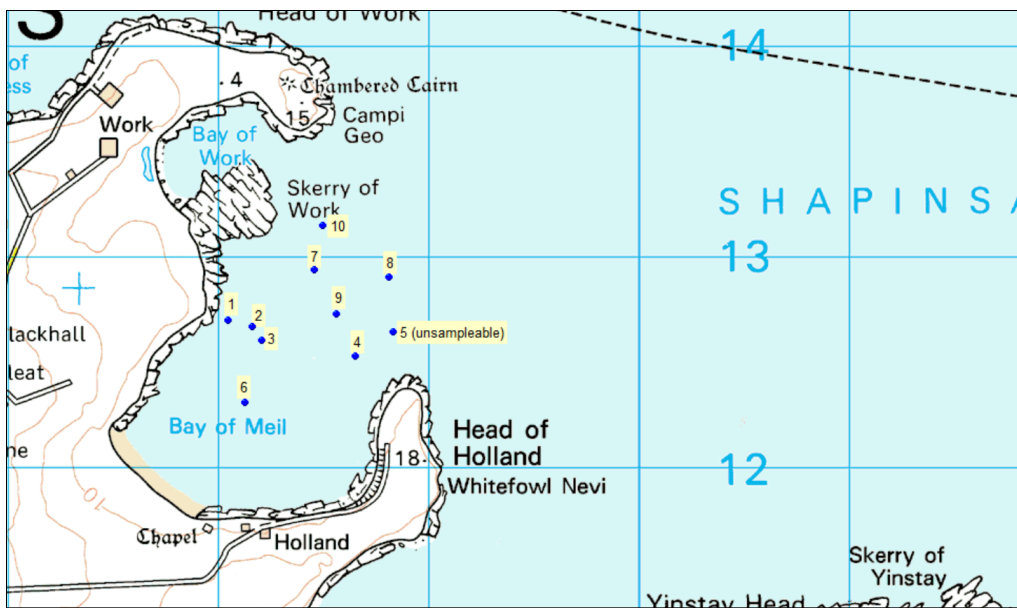 S
Head of Work
14
of
ess
4
Chambered Cairn
15
Campi
Geo
Work
Bay of
Work
Skerry of
Work
SHAPINSA
10
13
7
8
1
2
9
3
4
5 (unsampleable)
lackhall
leat
6
Bay of Meil
Head of
Holland
ne
18
12
Whitefowl Nevi
10
Chapel
Holland
Skerry of
Yinstay
Yinstay Head